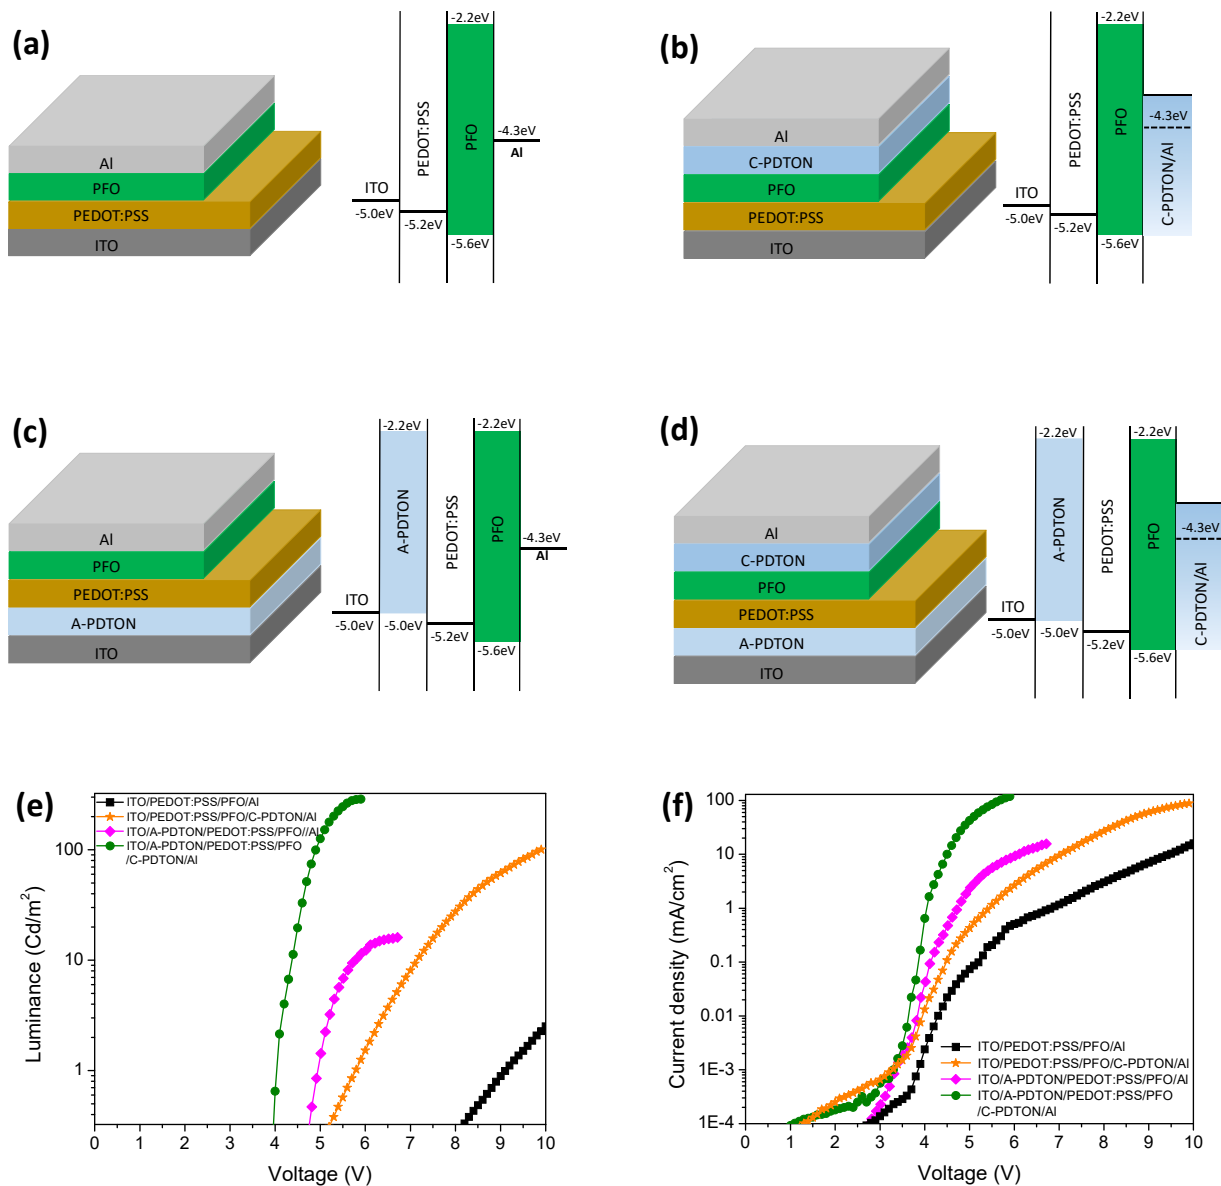 (a)
-2.2eV
PEDOT:PSS
PFO
-4.3eV
Al
ITO
-5.0eV
-5.2eV
-5.6eV
Al
PFO
PEDOT:PSS
ITO
(b)
-2.2eV
PEDOT:PSS
PFO
-4.3eV
C-PDTON/Al
ITO
-5.0eV
-5.2eV
-5.6eV
Al
C-PDTON
PFO
PEDOT:PSS
ITO
(c)
-2.2eV
-2.2eV
A-PDTON
PEDOT:PSS
PFO
-4.3eV
Al
ITO
-5.0eV
-5.0eV
-5.2eV
-5.6eV
Al
PFO
PEDOT:PSS
A-PDTON
ITO
(d)
-2.2eV
-2.2eV
A-PDTON
PEDOT:PSS
PFO
-4.3eV
C-PDTON/Al
ITO
-5.0eV
-5.0eV
-5.2eV
-5.6eV
Al
C-PDTON
PFO
PEDOT:PSS
A-PDTON
ITO
(e)
ITO/PEDOT:PSS/PFO/Al
ITO/PEDOT:PSS/PFO/C-PDTON/Al
ITO/A-PDTON/PEDOT:PSS/PFO//Al
ITO/A-PDTON/PEDOT:PSS/PFO
/C-PDTON/Al
Luminance (Cd/m²)
100
10
1
0 1 2 3 4 5 6 7 8 9 10
Voltage (V)
(f)
Current density (mA/cm²)
100
10
1
0.1
0.01
1E-3
1E-4
ITO/PEDOT:PSS/PFO/Al
ITO/PEDOT:PSS/PFO/C-PDTON/Al
ITO/A-PDTON/PEDOT:PSS/PFO/Al
ITO/A-PDTON/PEDOT:PSS/PFO
/C-PDTON/Al
0 1 2 3 4 5 6 7 8 9 10
Voltage (V)